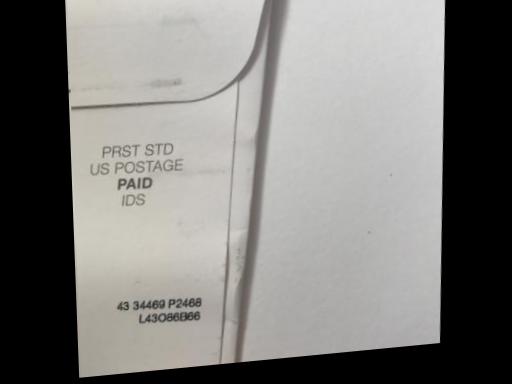 PRST STD
US POSTAGE
PAID
IDS
43 34469 P2468
L43O86B66